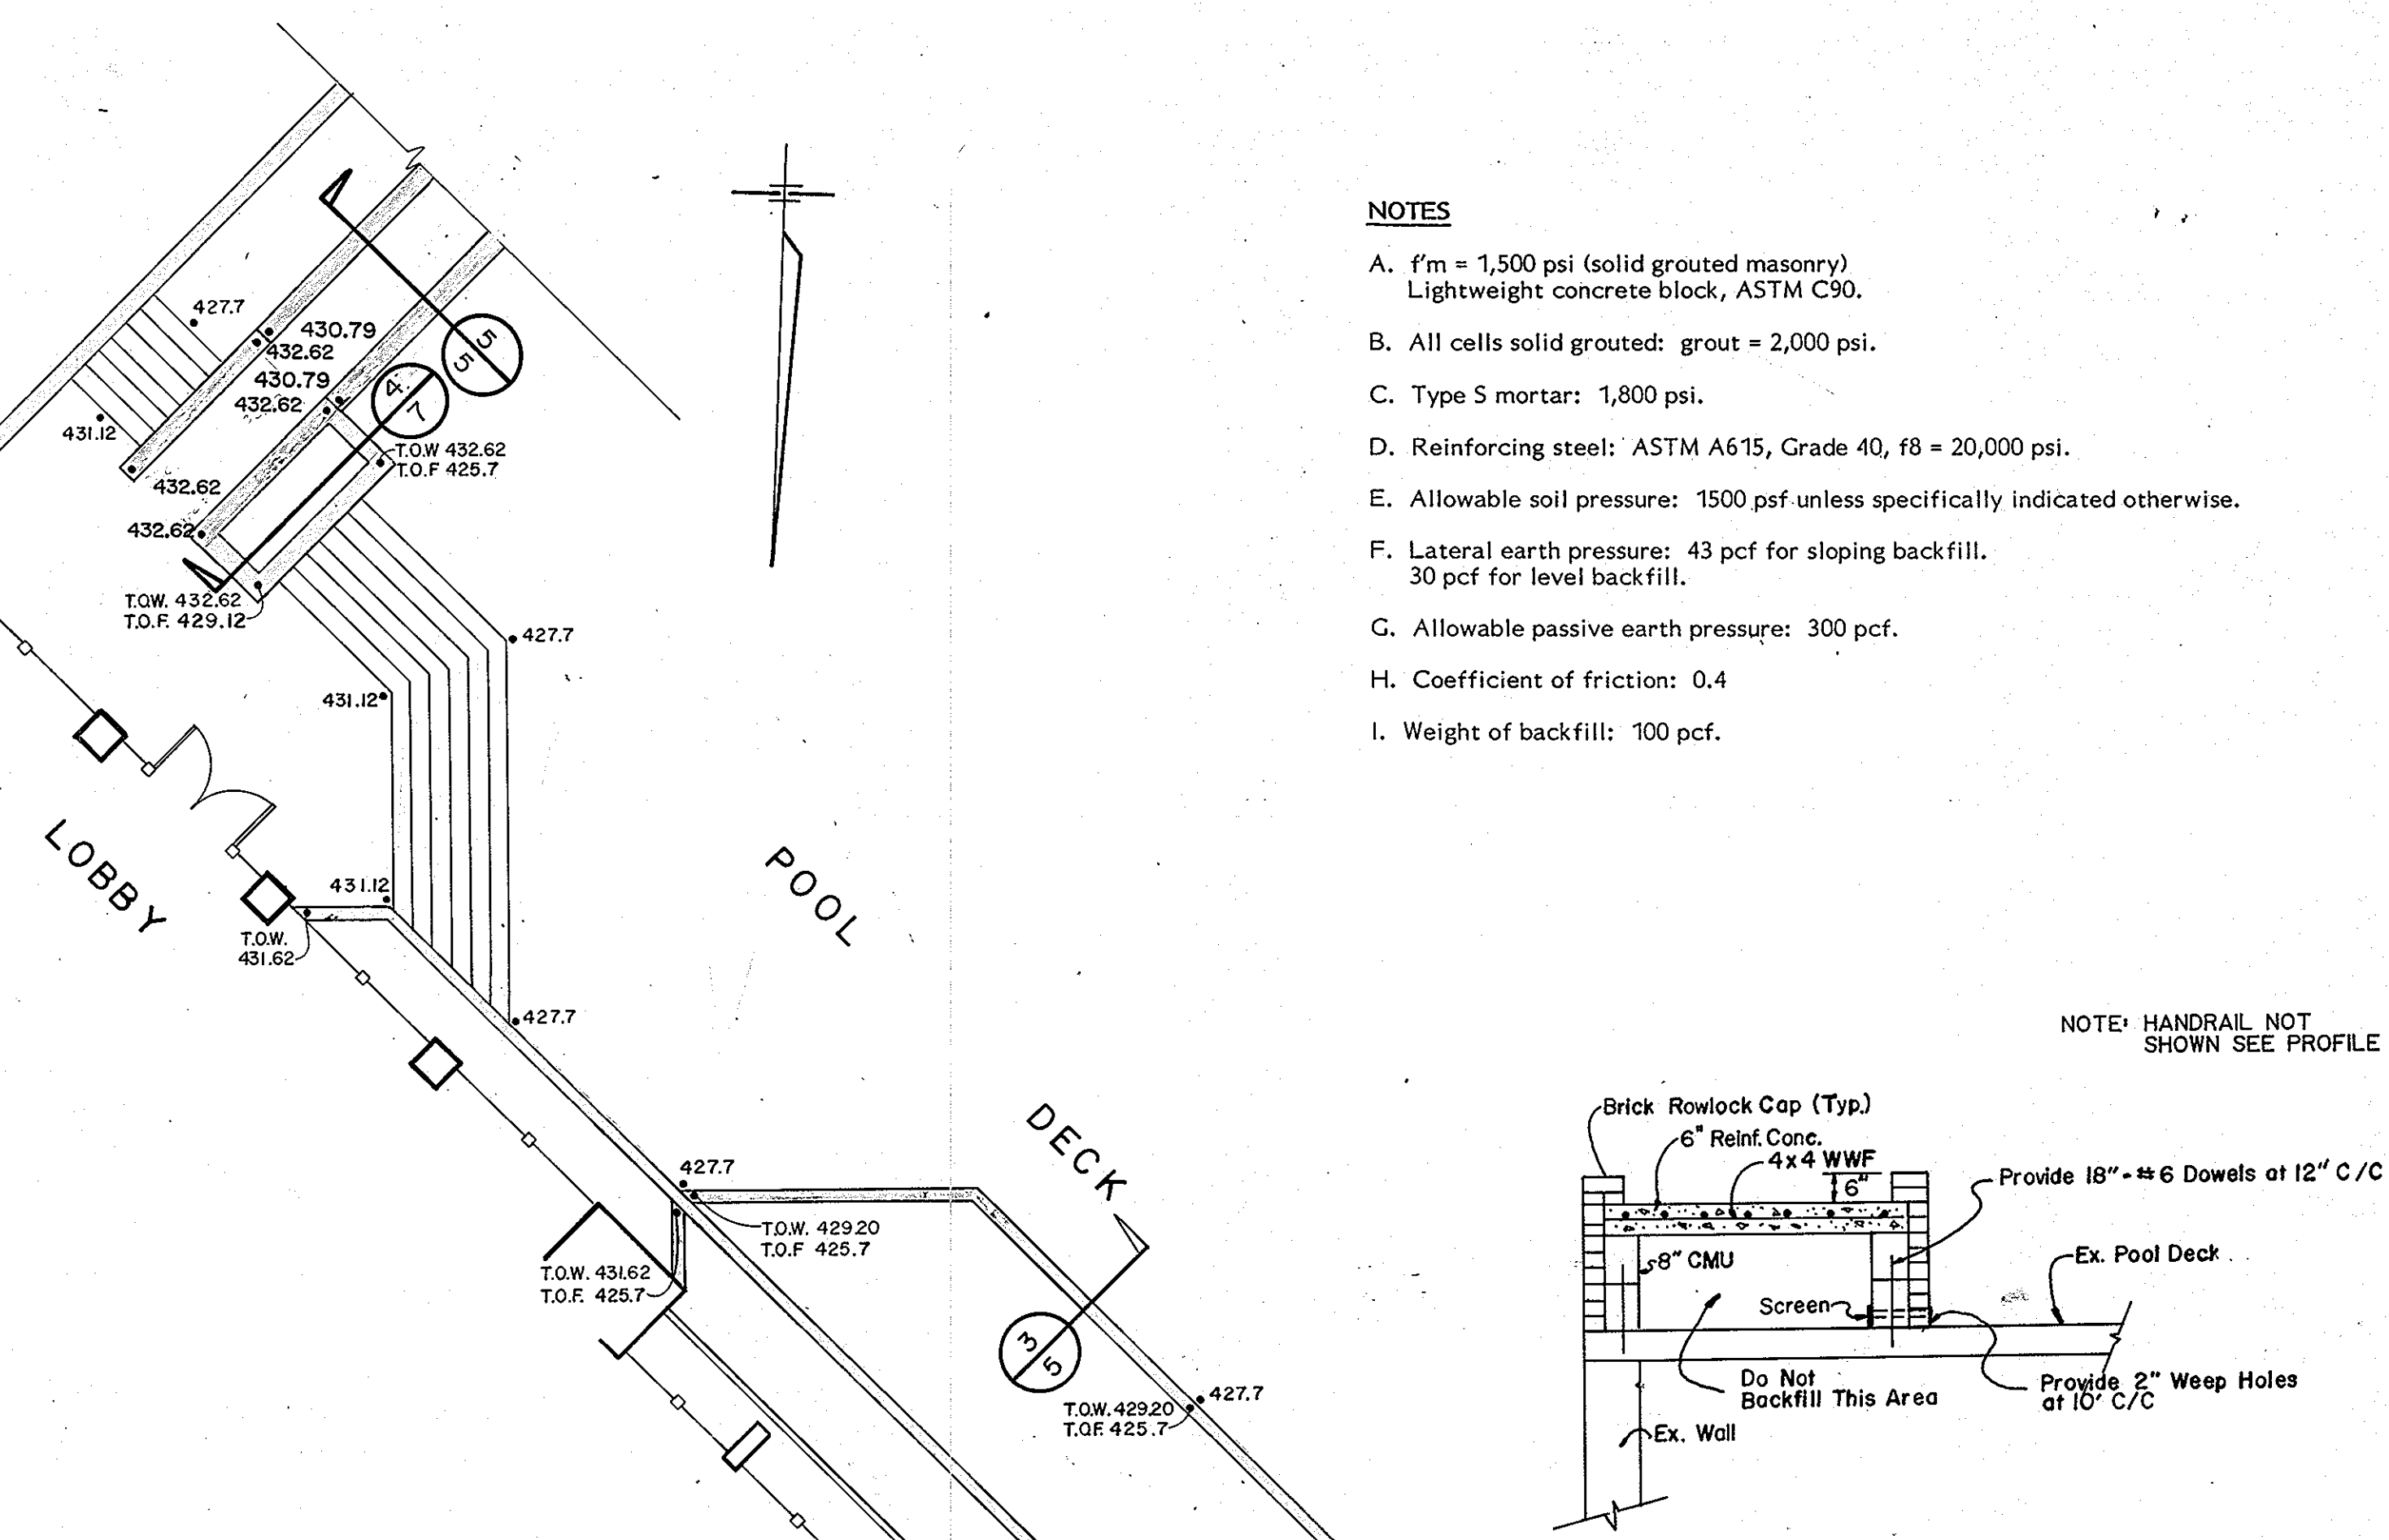 427.7
430.79
432.62
430.79
432.62
431.12
432.62
432.62
5
5
4
7
T.O.W 432.62
T.O.F 425.7
T.O.W. 432.62
T.O.F. 429.12
427.7
431.12
431.12
T.O.W.
431.62
427.7
LOBBY
POOL
DECK
427.7
T.O.W. 429.20
T.O.F 425.7
T.O.W. 431.62
T.O.F. 425.7
3
5
427.7
T.O.W. 429.20
T.O.F. 425.7
NOTES
A. f'm = 1,500 psi (solid grouted masonry)
Lightweight concrete block, ASTM C90.
B. All cells solid grouted: grout = 2,000 psi.
C. Type S mortar: 1,800 psi.
D. Reinforcing steel: ASTM A615, Grade 40, f8 = 20,000 psi.
E. Allowable soil pressure: 1500 psf unless specifically indicated otherwise.
F. Lateral earth pressure: 43 pcf for sloping backfill.
30 pcf for level backfill.
G. Allowable passive earth pressure: 300 pcf.
H. Coefficient of friction: 0.4
I. Weight of backfill: 100 pcf.
NOTE: HANDRAIL NOT
SHOWN SEE PROFILE
Brick Rowlock Cap (Typ.)
6" Reinf. Conc.
4x4 WWF
6"
Provide 18"-#6 Dowels at 12" C/C
8" CMU
Ex. Pool Deck
Screen
Do Not
Backfill This Area
Provide 2" Weep Holes
at 10' C/C
Ex. Wall